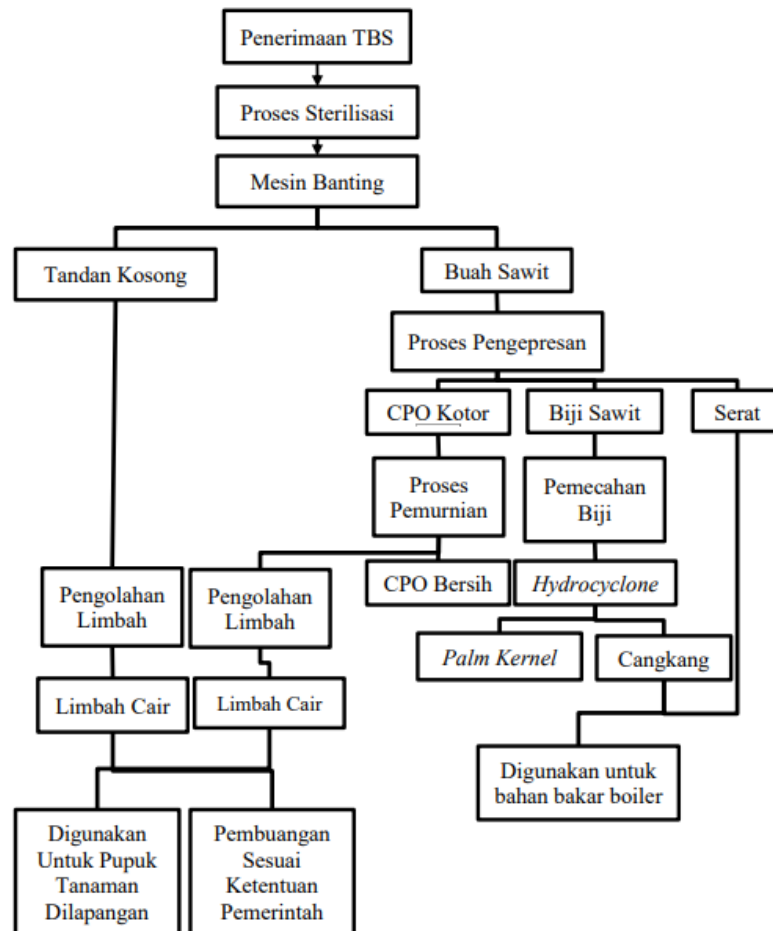 Penerimaan TBS
Proses Sterilisasi
Mesin Banting
Tandan Kosong
Buah Sawit
Proses Pengepresan
CPO Kotor
Biji Sawit
Serat
Proses
Pemurnian
Pemecahan
Biji
Pengolahan
Limbah
Pengolahan
Limbah
CPO Bersih
Hydrocyclone
Palm Kernel
Cangkang
Limbah Cair
Limbah Cair
Digunakan untuk
bahan bakar boiler
Digunakan
Untuk Pupuk
Tanaman
Dilapangan
Pembuangan
Sesuai
Ketentuan
Pemerintah